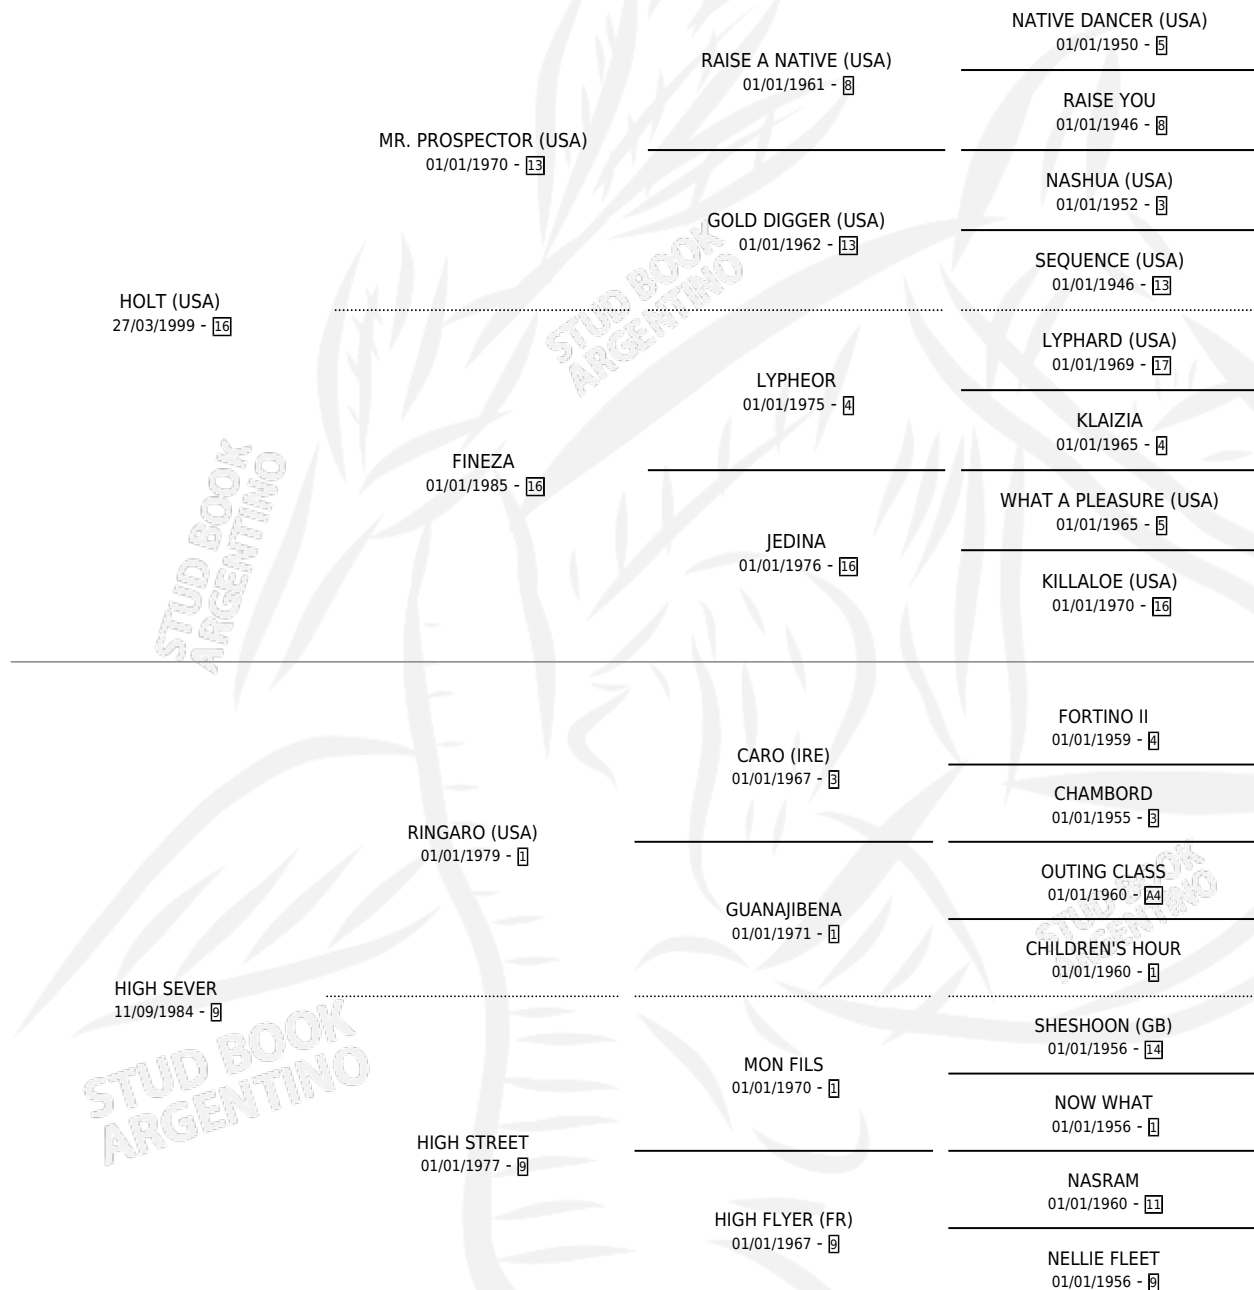 NATIVE DANCER (USA)
01/01/1950 - 5
RAISE A NATIVE (USA)
01/01/1961 - 8
RAISE YOU
01/01/1946 - 8
MR. PROSPECTOR (USA)
01/01/1970 - 13
NASHUA (USA)
01/01/1952 - 3
GOLD DIGGER (USA)
01/01/1962 - 13
SEQUENCE (USA)
01/01/1946 - 13
HOLT (USA)
27/03/1999 - 16
LYPHARD (USA)
01/01/1969 - 17
LYPHEOR
01/01/1975 - 4
KLAIZIA
01/01/1965 - 4
FINEZA
01/01/1985 - 16
WHAT A PLEASURE (USA)
01/01/1965 - 5
JEDINA
01/01/1976 - 16
KILLALOE (USA)
01/01/1970 - 16
FORTINO II
01/01/1959 - 4
CARO (IRE)
01/01/1967 - 3
CHAMBORD
01/01/1955 - 3
RINGARO (USA)
01/01/1979 - 1
OUTING CLASS
01/01/1960 - A4
GUANAJIBENA
01/01/1971 - 1
CHILDREN'S HOUR
01/01/1960 - 1
HIGH SEVER
11/09/1984 - 9
SHESHOON (GB)
01/01/1956 - 14
MON FILS
01/01/1970 - 1
NOW WHAT
01/01/1956 - 1
HIGH STREET
01/01/1977 - 9
NASRAM
01/01/1960 - 11
HIGH FLYER (FR)
01/01/1967 - 9
NELLIE FLEET
01/01/1956 - 9
STUD BOOK
ARGENTINO
STUD BOOK
ARGENTINO
STUD BOOK
ARGENTINO
STUD BOOK
ARGENTINO